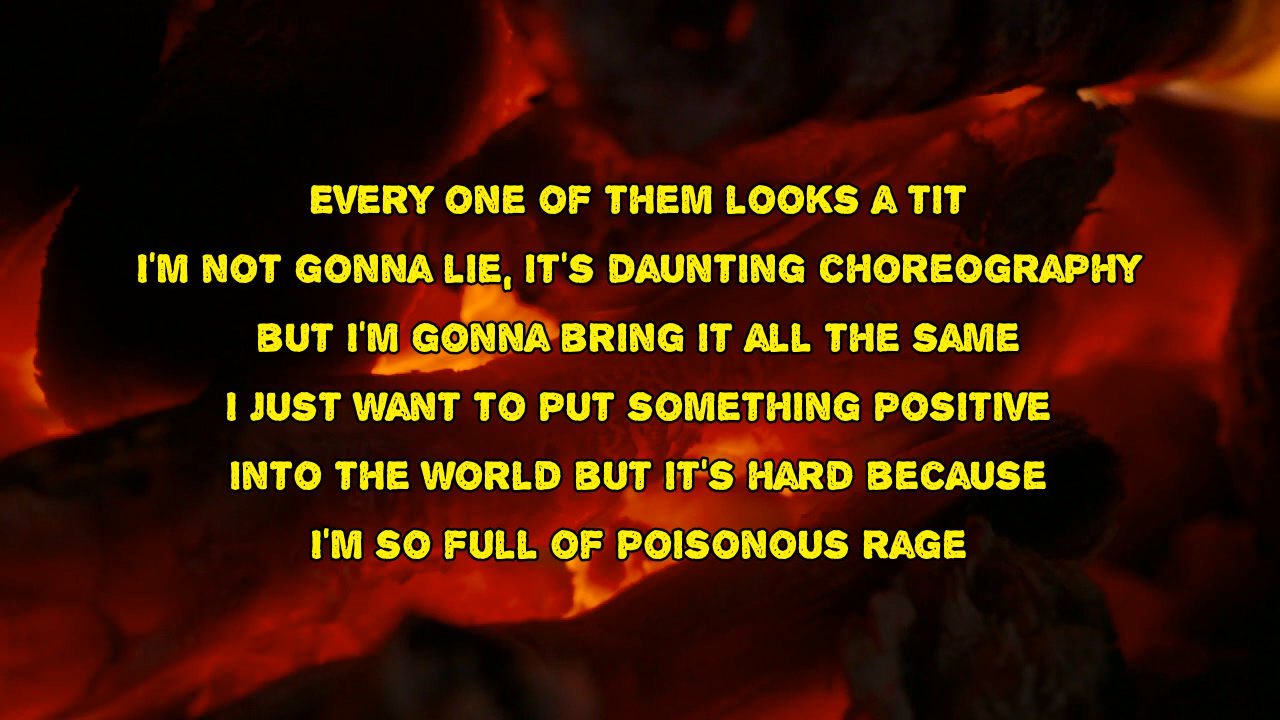 EVERY ONE OF THEM LOOKS A TIT
I'M NOT GONNA LIE, IT'S DAUNTING CHOREOGRAPHY
BUT I'M GONNA BRING IT ALL THE SAME
I JUST WANT TO PUT SOMETHING POSITIVE
INTO THE WORLD BUT IT'S HARD BECAUSE
I'M SO FULL OF POISONOUS RAGE